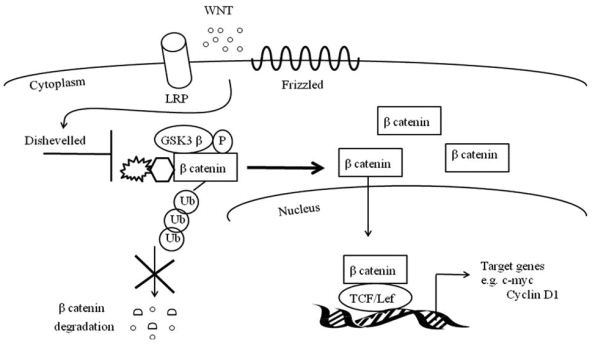 WNT
Cytoplasm
LRP
Frizzled
Dishevelled
GSK3 β
P
β catenin
β catenin
β catenin
β catenin
Ub
Ub
Ub
Nucleus
β catenin
TCF/Lef
Target genes
e.g. c-myc
Cyclin D1
β catenin
degradation